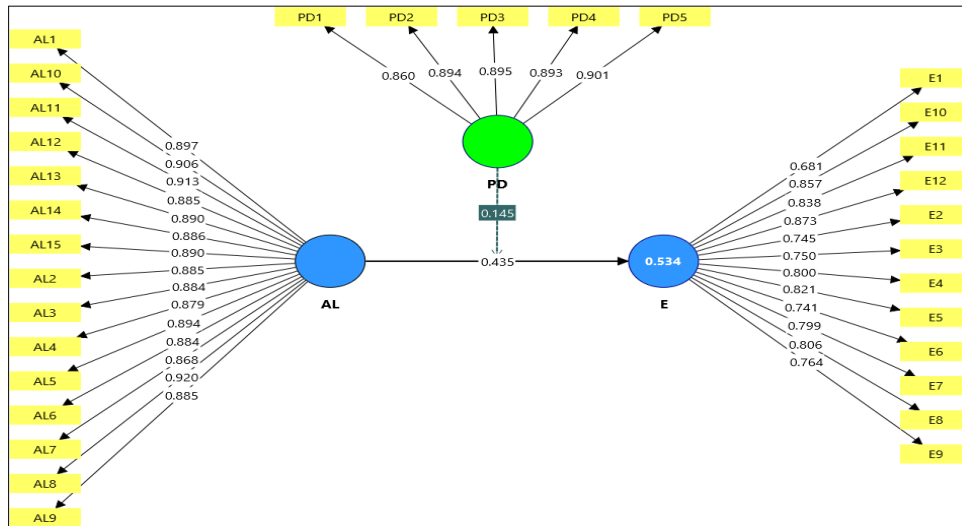 PD1 PD2 PD3 PD4 PD5
0.860 0.894 0.895 0.893 0.901
PD
0.145
AL1
AL10
AL11
AL12
AL13
AL14
AL15
AL2
AL3
AL4
AL5
AL6
AL7
AL8
AL9
0.897
0.906
0.913
0.885
0.890
0.886
0.890
0.885
0.884
0.879
0.894
0.884
0.868
0.920
0.885
AL
0.435
0.534
E
0.681
0.857
0.838
0.873
0.745
0.750
0.800
0.821
0.741
0.799
0.806
0.764
E1
E10
E11
E12
E2
E3
E4
E5
E6
E7
E8
E9